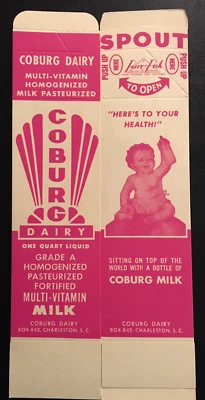 COBURG DAIRY
MULTI-VITAMIN
HOMOGENIZED
MILK PASTEURIZED
COBURG
DAIRY
ONE QUART LIQUID
GRADE A
HOMOGENIZED
PASTEURIZED
FORTIFIED
MULTI-VITAMIN
MILK
COBURG DAIRY
BOX 843, CHARLESTON, S. C.
SPOUT
PUSH UP
HERE
HERE
PUSH UP
TO OPEN
"HERE'S TO YOUR
HEALTH!"
SITTING ON TOP OF THE
WORLD WITH A BOTTLE OF
COBURG MILK
COBURG DAIRY
BOX 843, CHARLESTON, S. C.